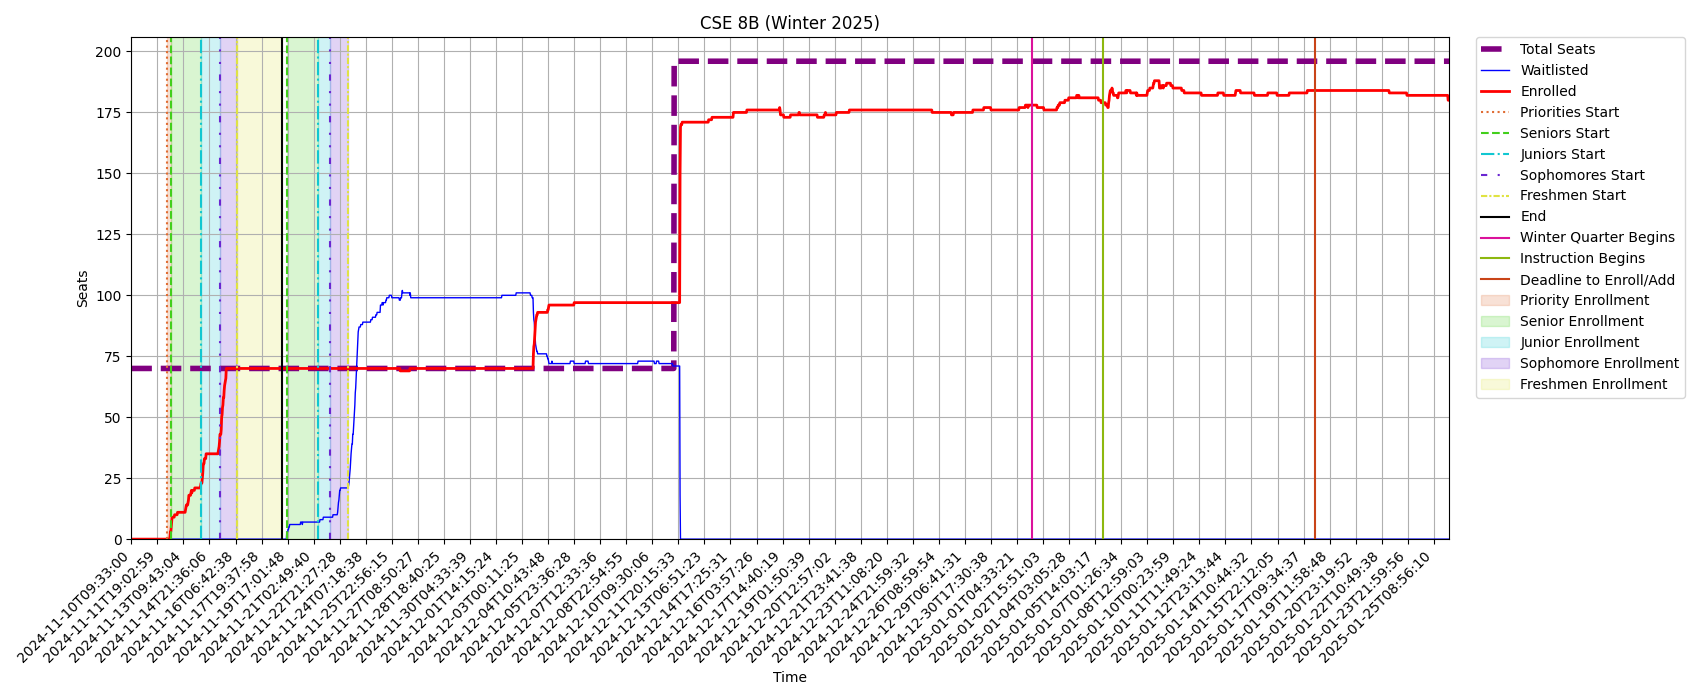 CSE 8B (Winter 2025)
200
175
150
125
100
75
50
25
0
Seats
2024-11-10T09:33:00
2024-11-11T19:02:59
2024-11-13T09:43:04
2024-11-14T21:36:06
2024-11-16T06:42:38
2024-11-17T19:37:58
2024-11-19T17:01:48
2024-11-21T02:49:40
2024-11-22T21:27:28
2024-11-24T07:18:38
2024-11-25T22:56:15
2024-11-27T08:50:27
2024-11-28T18:40:25
2024-11-30T04:33:39
2024-12-01T14:15:24
2024-12-03T00:11:25
2024-12-04T10:43:48
2024-12-05T23:36:28
2024-12-07T12:33:36
2024-12-08T22:54:55
2024-12-10T09:30:06
2024-12-11T20:15:33
2024-12-13T06:51:23
2024-12-14T17:25:31
2024-12-16T03:57:26
2024-12-17T14:40:19
2024-12-19T01:50:39
2024-12-20T12:57:02
2024-12-21T23:41:38
2024-12-23T11:08:20
2024-12-24T21:59:32
2024-12-26T08:59:54
2024-12-29T06:41:31
2024-12-30T17:30:38
2025-01-01T04:33:21
2025-01-02T15:51:03
2025-01-04T03:05:28
2025-01-05T14:03:17
2025-01-07T01:26:34
2025-01-08T12:59:03
2025-01-10T00:23:59
2025-01-11T11:49:24
2025-01-12T23:13:44
2025-01-14T10:44:32
2025-01-15T22:12:05
2025-01-17T09:34:37
2025-01-19T11:58:48
2025-01-20T23:19:52
2025-01-22T10:49:38
2025-01-23T21:59:56
2025-01-25T08:56:10
Time
Total Seats
Waitlisted
Enrolled
Priorities Start
Seniors Start
Juniors Start
Sophomores Start
Freshmen Start
End
Winter Quarter Begins
Instruction Begins
Deadline to Enroll/Add
Priority Enrollment
Senior Enrollment
Junior Enrollment
Sophomore Enrollment
Freshmen Enrollment